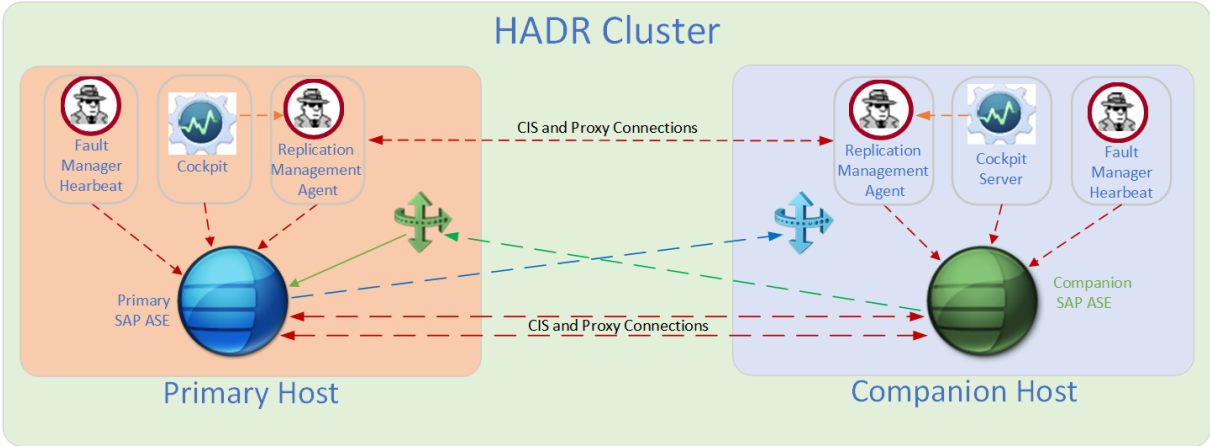 HADR Cluster
Fault
Manager
Hearbeat
Cockpit
Replication
Management
Agent
CIS and Proxy Connections
Replication
Management
Agent
Cockpit
Server
Fault
Manager
Hearbeat
Primary
SAP ASE
Companion
SAP ASE
CIS and Proxy Connections
Primary Host
Companion Host